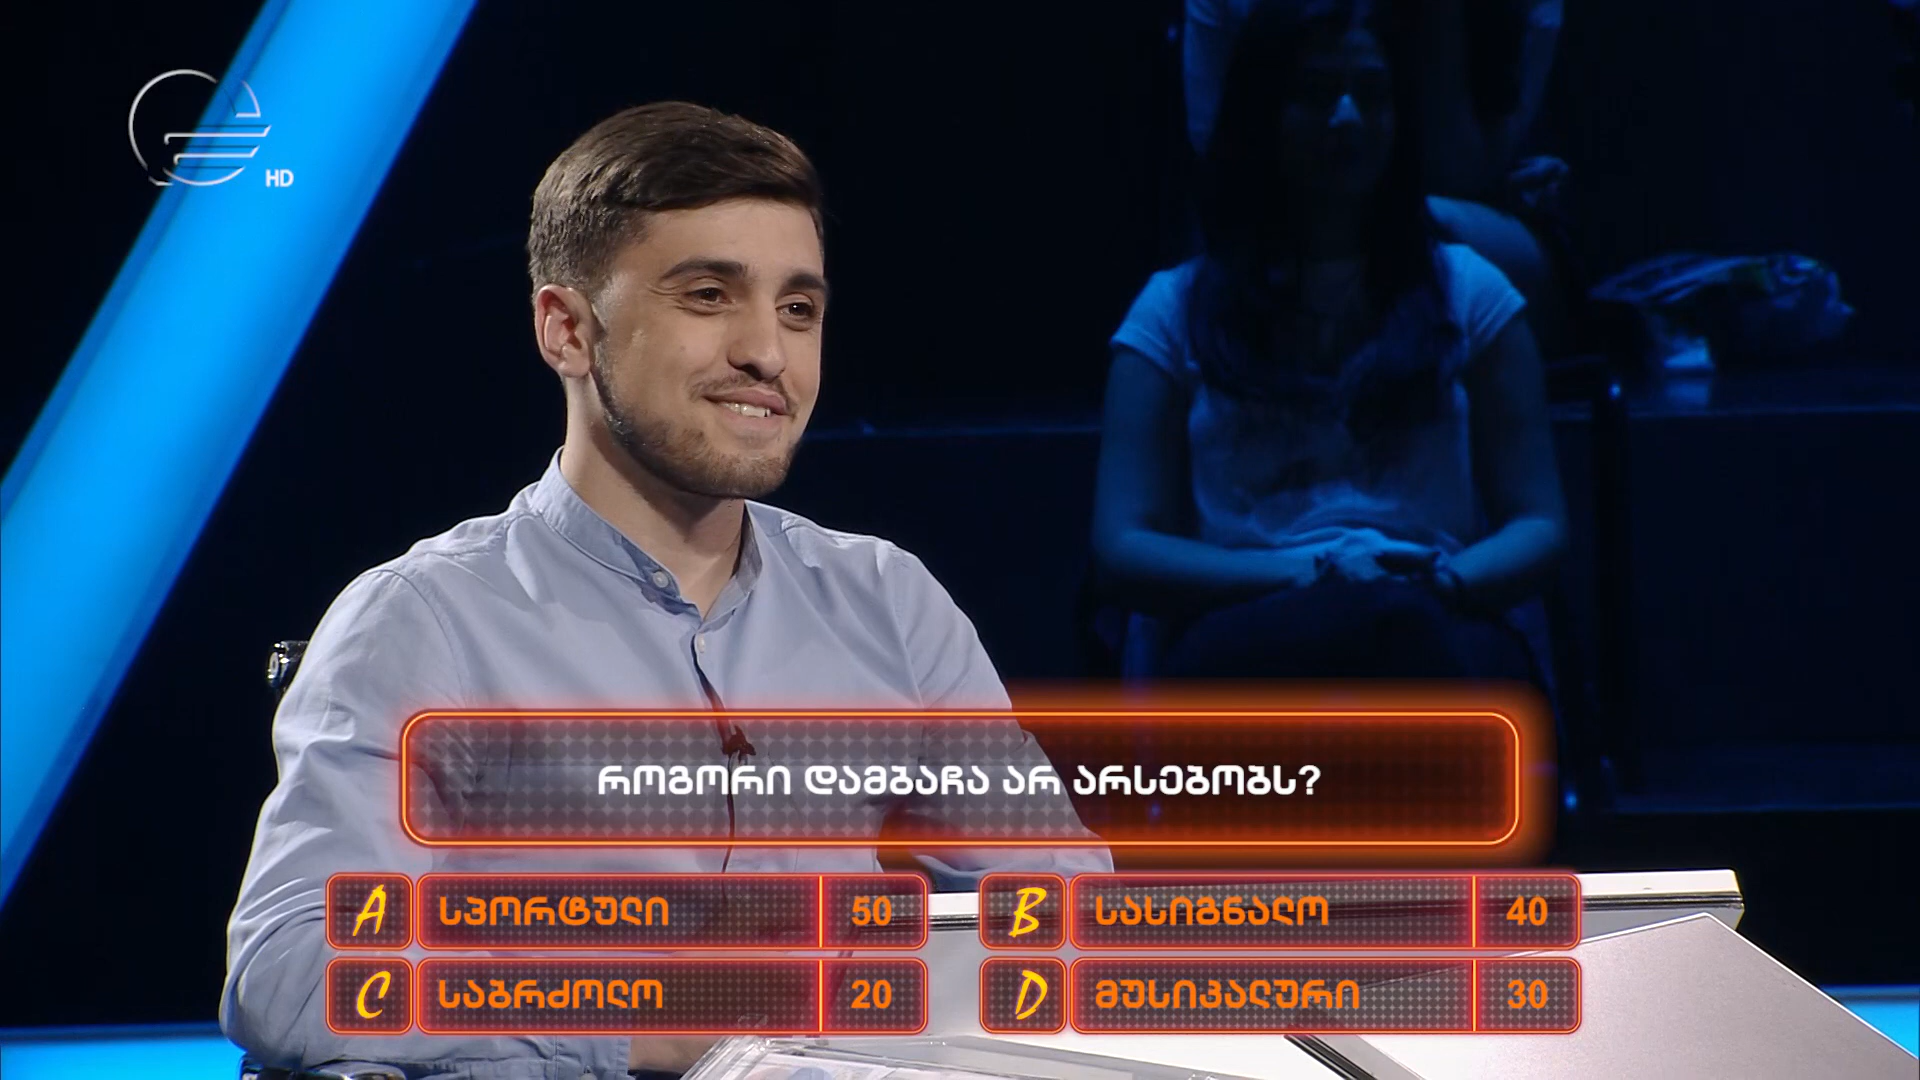 HD
როგორი დამბაჩა არ არსებობს?
A სპორტული 50
B სასიგნალო 40
C საბრძოლო 20
D მუსიკალური 30